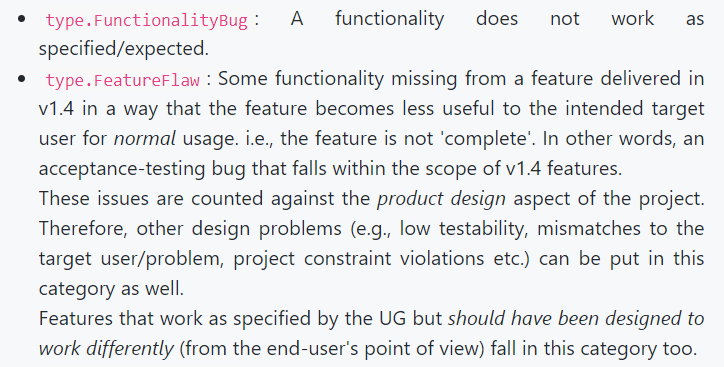 • type.FunctionalityBug : A functionality does not work as
specified/expected.
• type.FeatureFlaw : Some functionality missing from a feature delivered in
v1.4 in a way that the feature becomes less useful to the intended target
user for normal usage. i.e., the feature is not 'complete'. In other words, an
acceptance-testing bug that falls within the scope of v1.4 features.
These issues are counted against the product design aspect of the project.
Therefore, other design problems (e.g., low testability, mismatches to the
target user/problem, project constraint violations etc.) can be put in this
category as well.
Features that work as specified by the UG but should have been designed to
work differently (from the end-user's point of view) fall in this category too.